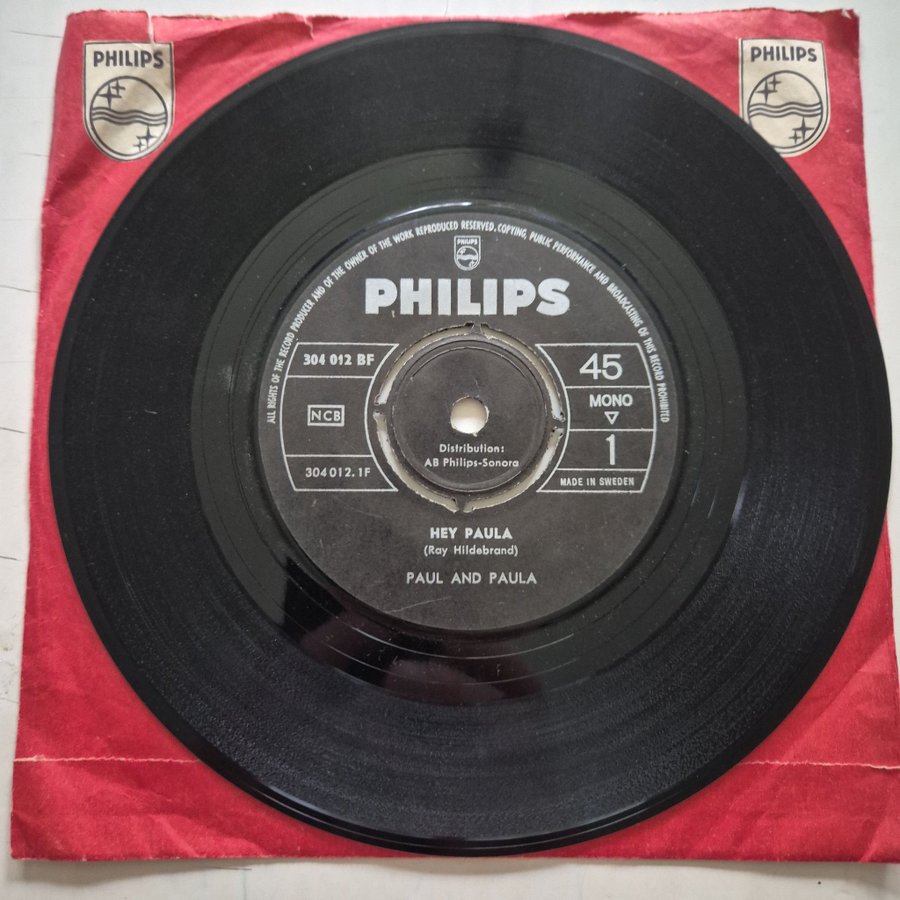 PHILIPS
PHILIPS
ALL RIGHTS OF THE RECORD PRODUCER AND OF THE OWNER OF THE WORK REPRODUCED RESERVED. COPYING, PUBLIC PERFORMANCE AND BROADCASTING OF THIS RECORD PROHIBITED
PHILIPS
PHILIPS
304 012 BF
45
NCB
MONO
1
304 012.1F
MADE IN SWEDEN
Distribution:
AB Philips-Sonora
HEY PAULA
(Ray Hildebrand)
PAUL AND PAULA